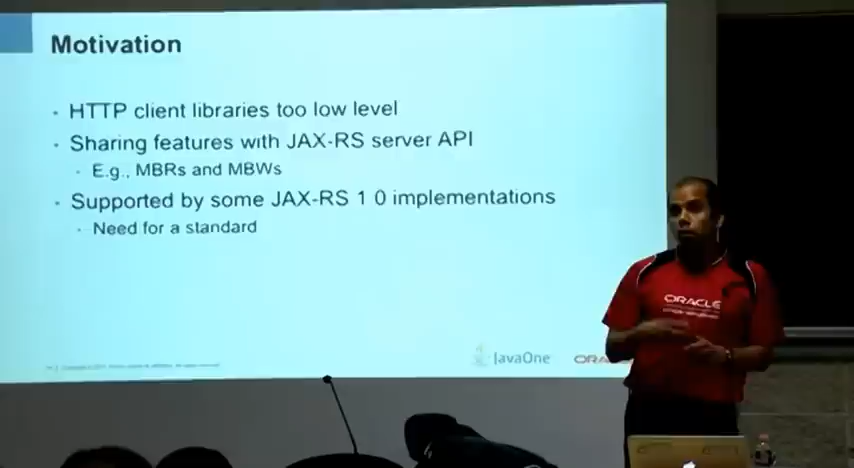 Motivation
· HTTP client libraries too low level
· Sharing features with JAX-RS server API
· E.g., MBRs and MBWs
· Supported by some JAX-RS 1 0 implementations
· Need for a standard
JavaOne
ORACLE